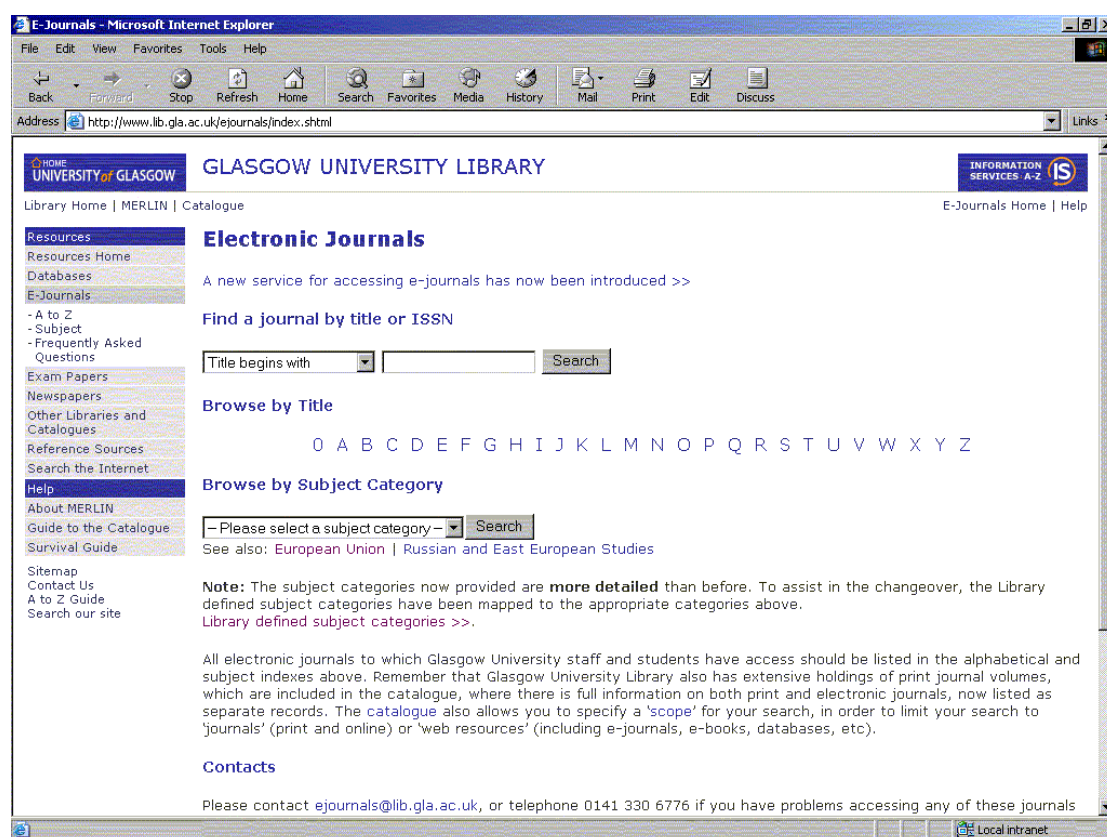 E-Journals - Microsoft Internet Explorer
File Edit View Favorites Tools Help
Back Forward Stop Refresh Home Search Favorites Media History Mail Print Edit Discuss
Address http://www.lib.gla.ac.uk/ejournals/index.shtml Links
HOME
UNIVERSITY of GLASGOW
GLASGOW UNIVERSITY LIBRARY
INFORMATION
SERVICES A-Z
IS
Library Home | MERLIN | Catalogue
E-Journals Home | Help
Resources
Resources Home
Databases
E-Journals
- A to Z
- Subject
- Frequently Asked
Questions
Exam Papers
Newspapers
Other Libraries and
Catalogues
Reference Sources
Search the Internet
Help
About MERLIN
Guide to the Catalogue
Survival Guide
Sitemap
Contact Us
A to Z Guide
Search our site
Electronic Journals
A new service for accessing e-journals has now been introduced >>
Find a journal by title or ISSN
Title begins with Search
Browse by Title
0 A B C D E F G H I J K L M N O P Q R S T U V W X Y Z
Browse by Subject Category
– Please select a subject category – Search
See also: European Union | Russian and East European Studies
Note: The subject categories now provided are more detailed than before. To assist in the changeover, the Library
defined subject categories have been mapped to the appropriate categories above.
Library defined subject categories >>.
All electronic journals to which Glasgow University staff and students have access should be listed in the alphabetical and
subject indexes above. Remember that Glasgow University Library also has extensive holdings of print journal volumes,
which are included in the catalogue, where there is full information on both print and electronic journals, now listed as
separate records. The catalogue also allows you to specify a 'scope' for your search, in order to limit your search to
'journals' (print and online) or 'web resources' (including e-journals, e-books, databases, etc).
Contacts
Please contact ejournals@lib.gla.ac.uk, or telephone 0141 330 6776 if you have problems accessing any of these journals
Local intranet